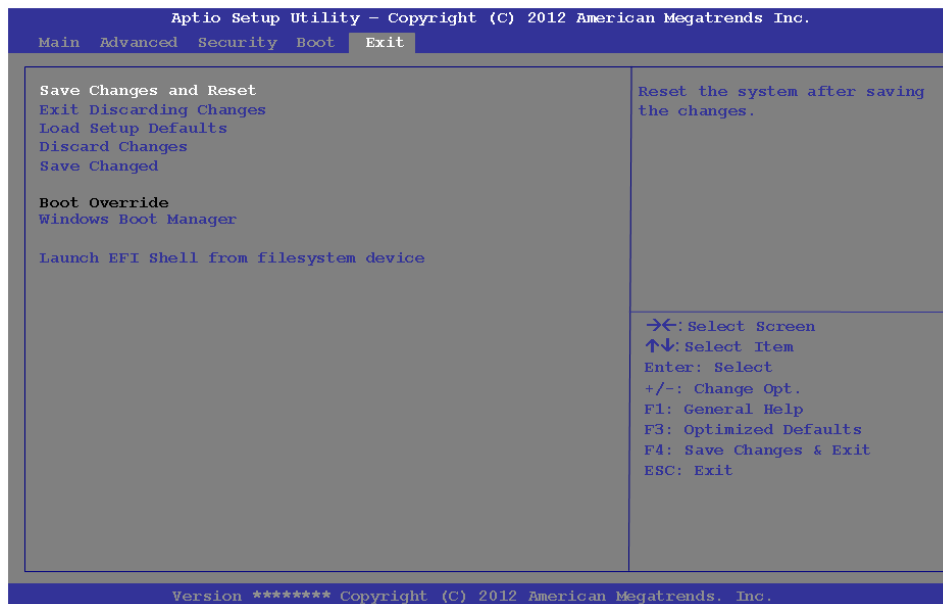 Aptio Setup Utility – Copyright (C) 2012 American Megatrends Inc.
Main Advanced Security Boot Exit
Save Changes and Reset
Exit Discarding Changes
Load Setup Defaults
Discard Changes
Save Changed
Boot Override
Windows Boot Manager
Launch EFI Shell from filesystem device
Reset the system after saving
the changes.
→←: Select Screen
↑↓: Select Item
Enter: Select
+/-: Change Opt.
F1: General Help
F3: Optimized Defaults
F4: Save Changes & Exit
ESC: Exit
Version ******** Copyright (C) 2012 American Megatrends. Inc.